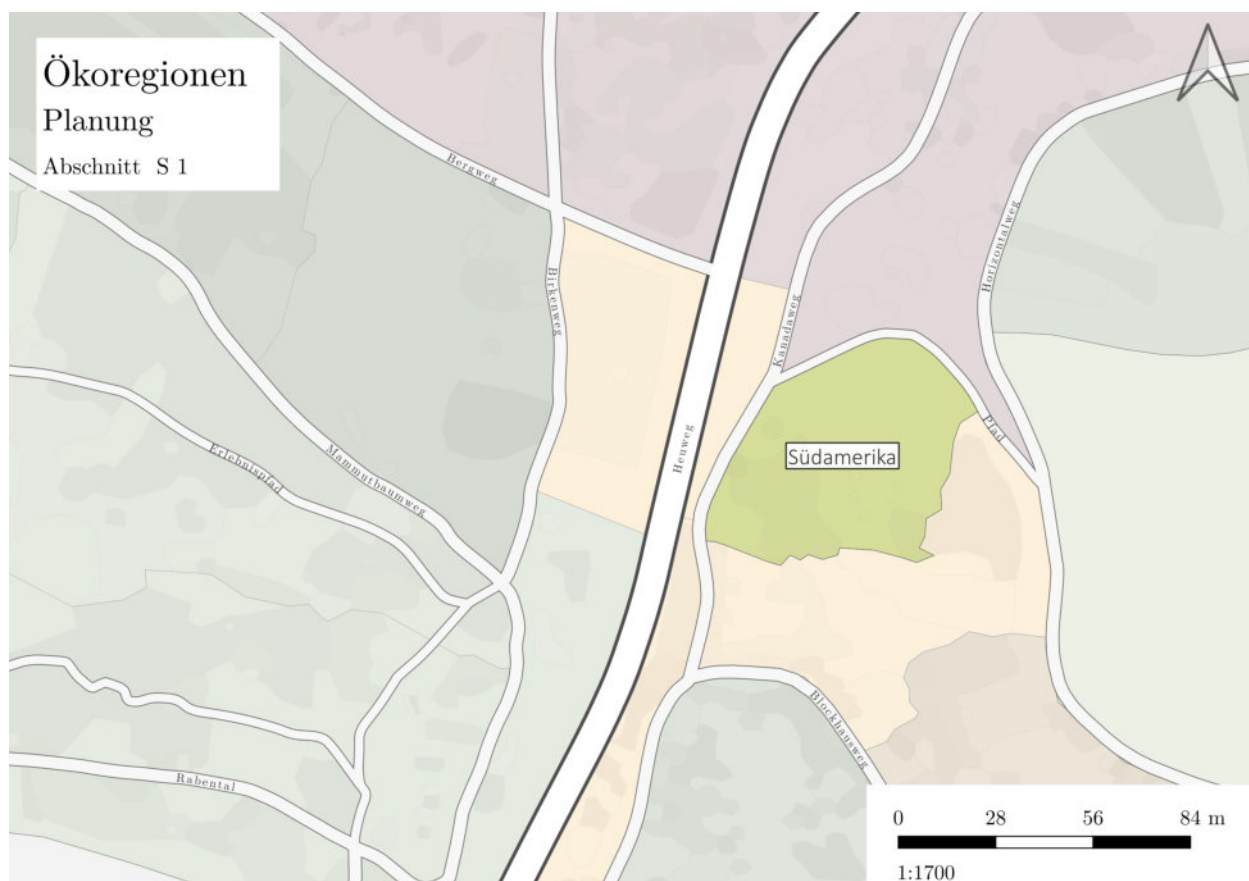 Ökoregionen
Planung
Abschnitt S 1
Bergweg
Birkenweg
Horizontalweg
Kanadaweg
Heuweg
Pfad
Südamerika
Erlebnispfad
Mammutbaumweg
Blockhausweg
Rabental
0 28 56 84 m
1:1700